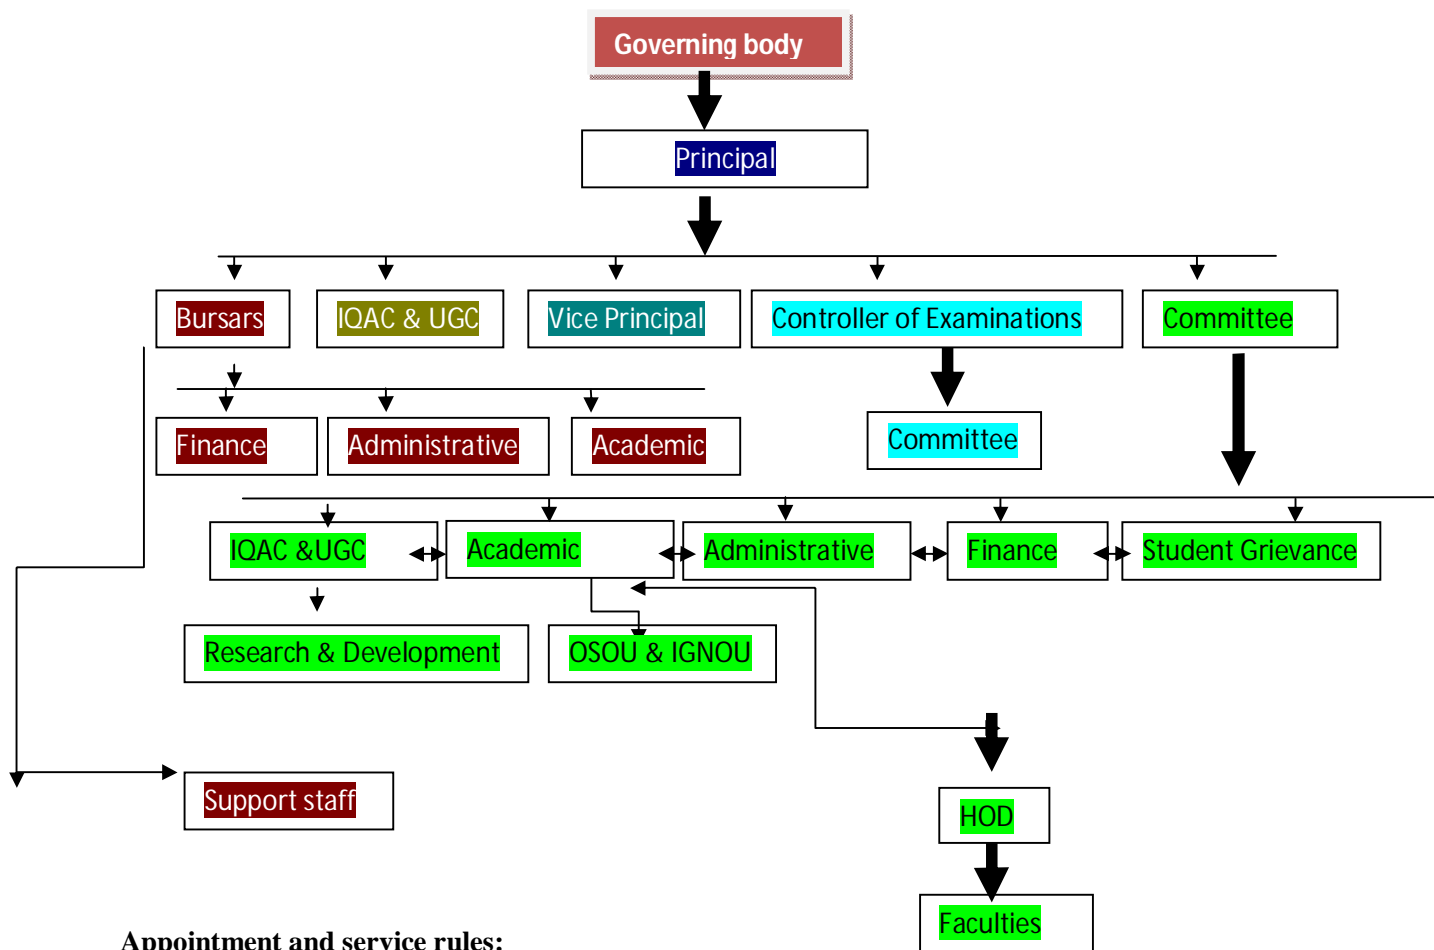 Governing body
Principal
Bursars
IQAC & UGC
Vice Principal
Controller of Examinations
Committee
Finance
Administrative
Academic
Committee
IQAC &UGC
Academic
Administrative
Finance
Student Grievance
Research & Development
OSOU & IGNOU
Support staff
HOD
Faculties
Appointment and service rules: